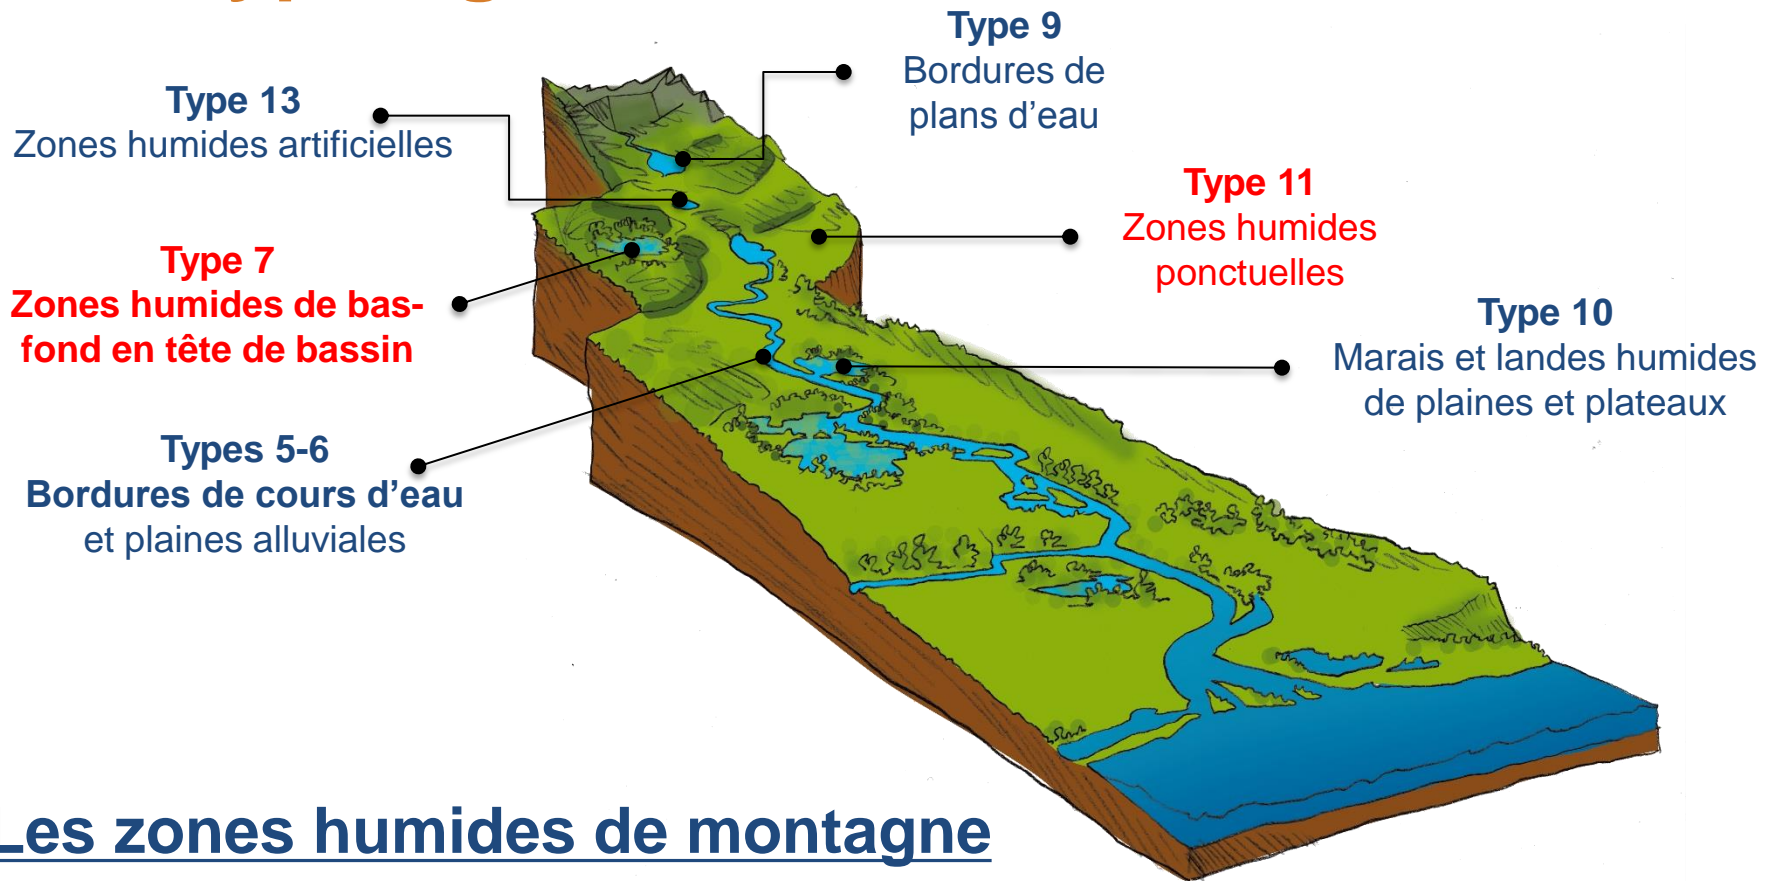 Type 9
Bordures de
plans d’eau
Type 13
Zones humides artificielles
Type 11
Zones humides
ponctuelles
Type 7
Zones humides de bas-
fond en tête de bassin
Type 10
Marais et landes humides
de plaines et plateaux
Types 5-6
Bordures de cours d’eau
et plaines alluviales
Les zones humides de montagne